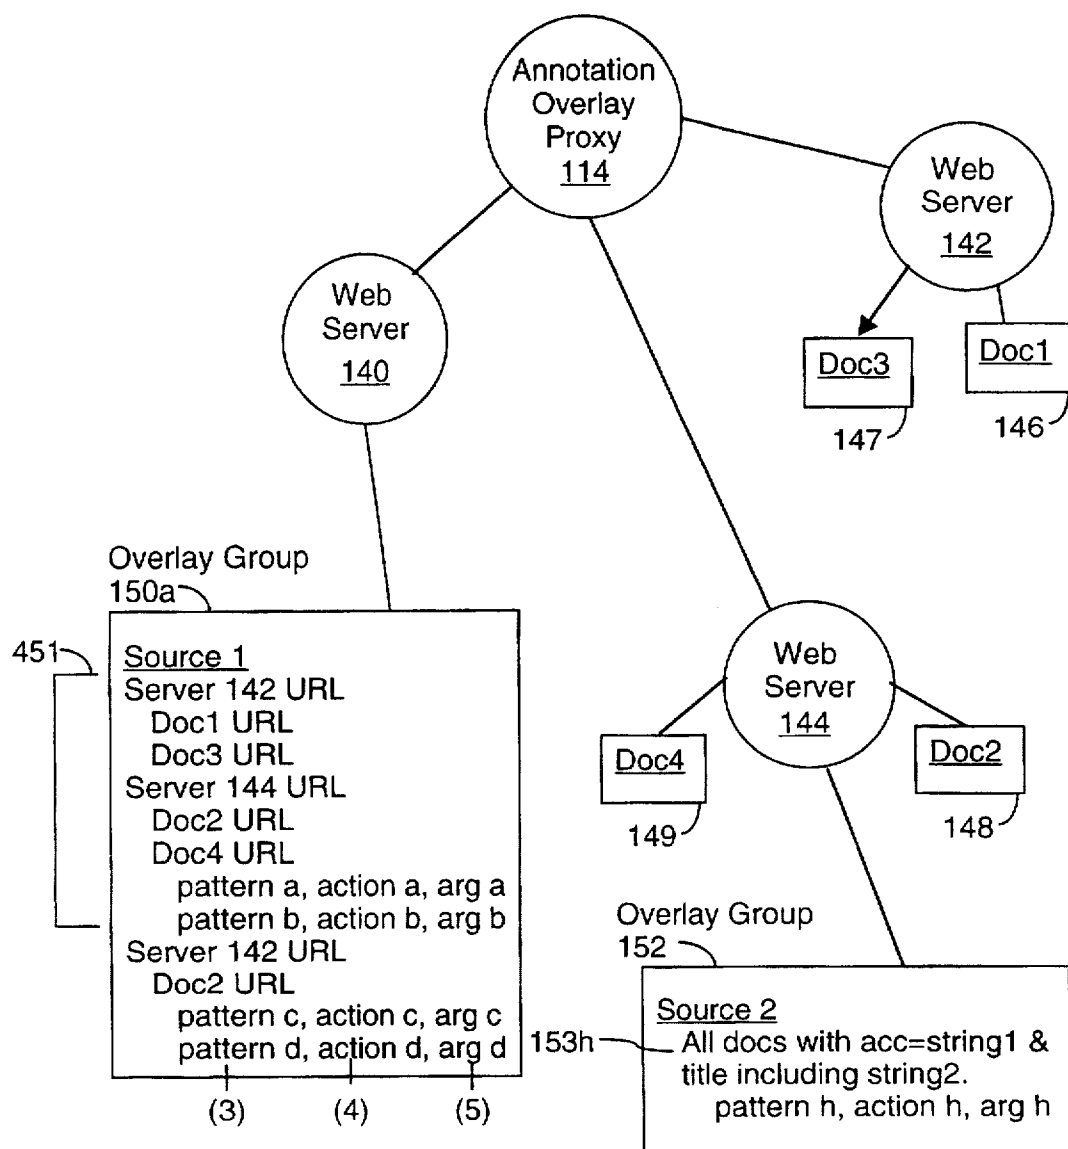 Annotation
Overlay
Proxy
114
Web
Server
142
Web
Server
140
Doc3
Doc1
147
146
Overlay Group
150a
451
Source 1
Server 142 URL
Doc1 URL
Doc3 URL
Server 144 URL
Doc2 URL
Doc4 URL
pattern a, action a, arg a
pattern b, action b, arg b
Server 142 URL
Doc2 URL
pattern c, action c, arg c
pattern d, action d, arg d
(3)
(4)
(5)
Web
Server
144
Doc4
Doc2
149
148
Overlay Group
152
Source 2
153h
All docs with acc=string1 &
title including string2.
pattern h, action h, arg h